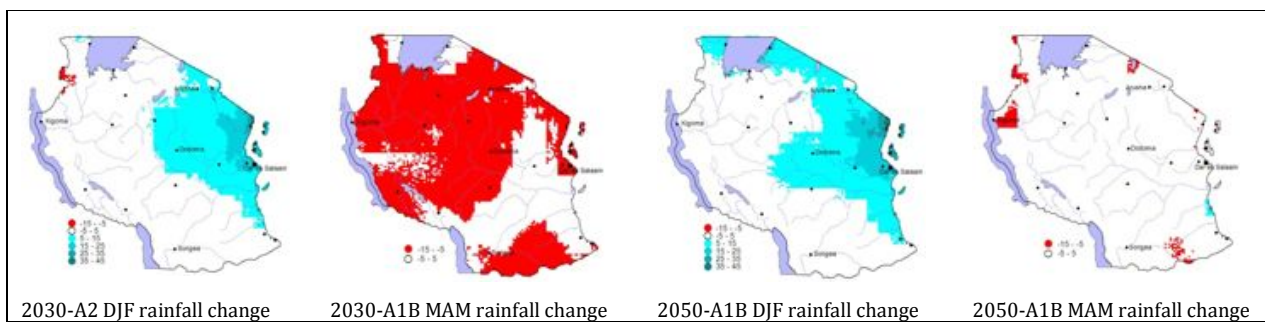 Arusha
Kigoma
Dodoma
Dar es Salaam
Songea
-15 - -5
-5 - 5
5 - 15
15 - 25
25 - 35
35 - 45
2030-A2 DJF rainfall change
Kigoma
Songea
-15 - -5
-5 - 5
2030-A1B MAM rainfall change
Arusha
Kigoma
Dodoma
Dar es Salaam
Songea
-15 - -5
-5 - 5
5 - 15
15 - 25
25 - 35
35 - 45
2050-A1B DJF rainfall change
Arusha
Dodoma
Dar es Salaam
Songea
-15 - -5
-5 - 5
2050-A1B MAM rainfall change